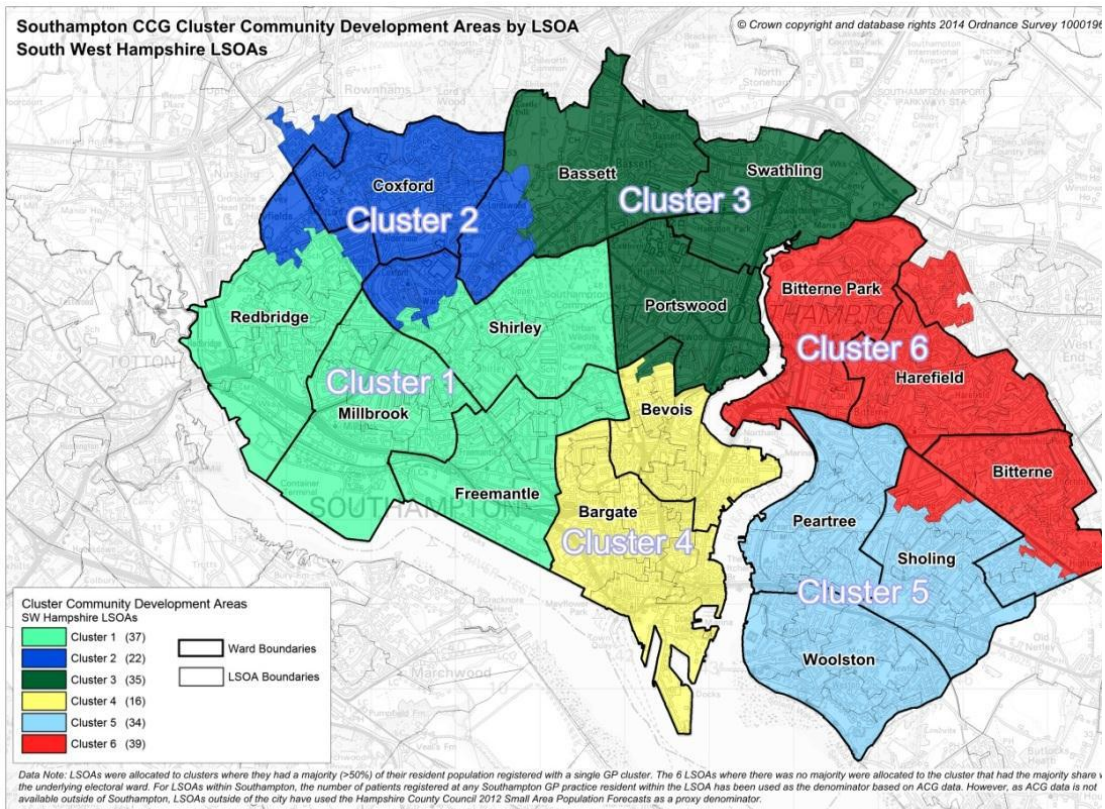 Southampton CCG Cluster Community Development Areas by LSOA
South West Hampshire LSOAs
© Crown copyright and database rights 2014 Ordnance Survey 1000196
Rownhams
Nursling
TOTTON
Coxford
Cluster 2
Bassett
Swathling
Cluster 3
Redbridge
Shirley
Portswood
Bitterne Park
Cluster 6
Harefield
West End
Cluster 1
Millbrook
Bevois
Freemantle
SOUTHAMPTON
Bitterne
Bargate
Peartree
Cluster 4
Sholing
Cluster 5
Woolston
Marchwood
Cluster Community Development Areas
SW Hampshire LSOAs
Cluster 1 (37)
Cluster 2 (22)
Cluster 3 (35)
Cluster 4 (16)
Cluster 5 (34)
Cluster 6 (39)
Ward Boundaries
LSOA Boundaries
Data Note: LSOAs were allocated to clusters where they had a majority (>50%) of their resident population registered with a single GP cluster. The 6 LSOAs where there was no majority were allocated to the cluster that had the majority share
the underlying electoral ward. For LSOAs within Southampton, the number of patients registered at any Southampton GP practice resident within the LSOA has been used as the denominator based on ACG data. However, as ACG data is not
available outside of Southampton, LSOAs outside of the city have used the Hampshire County Council 2012 Small Area Population Forecasts as a proxy denominator.